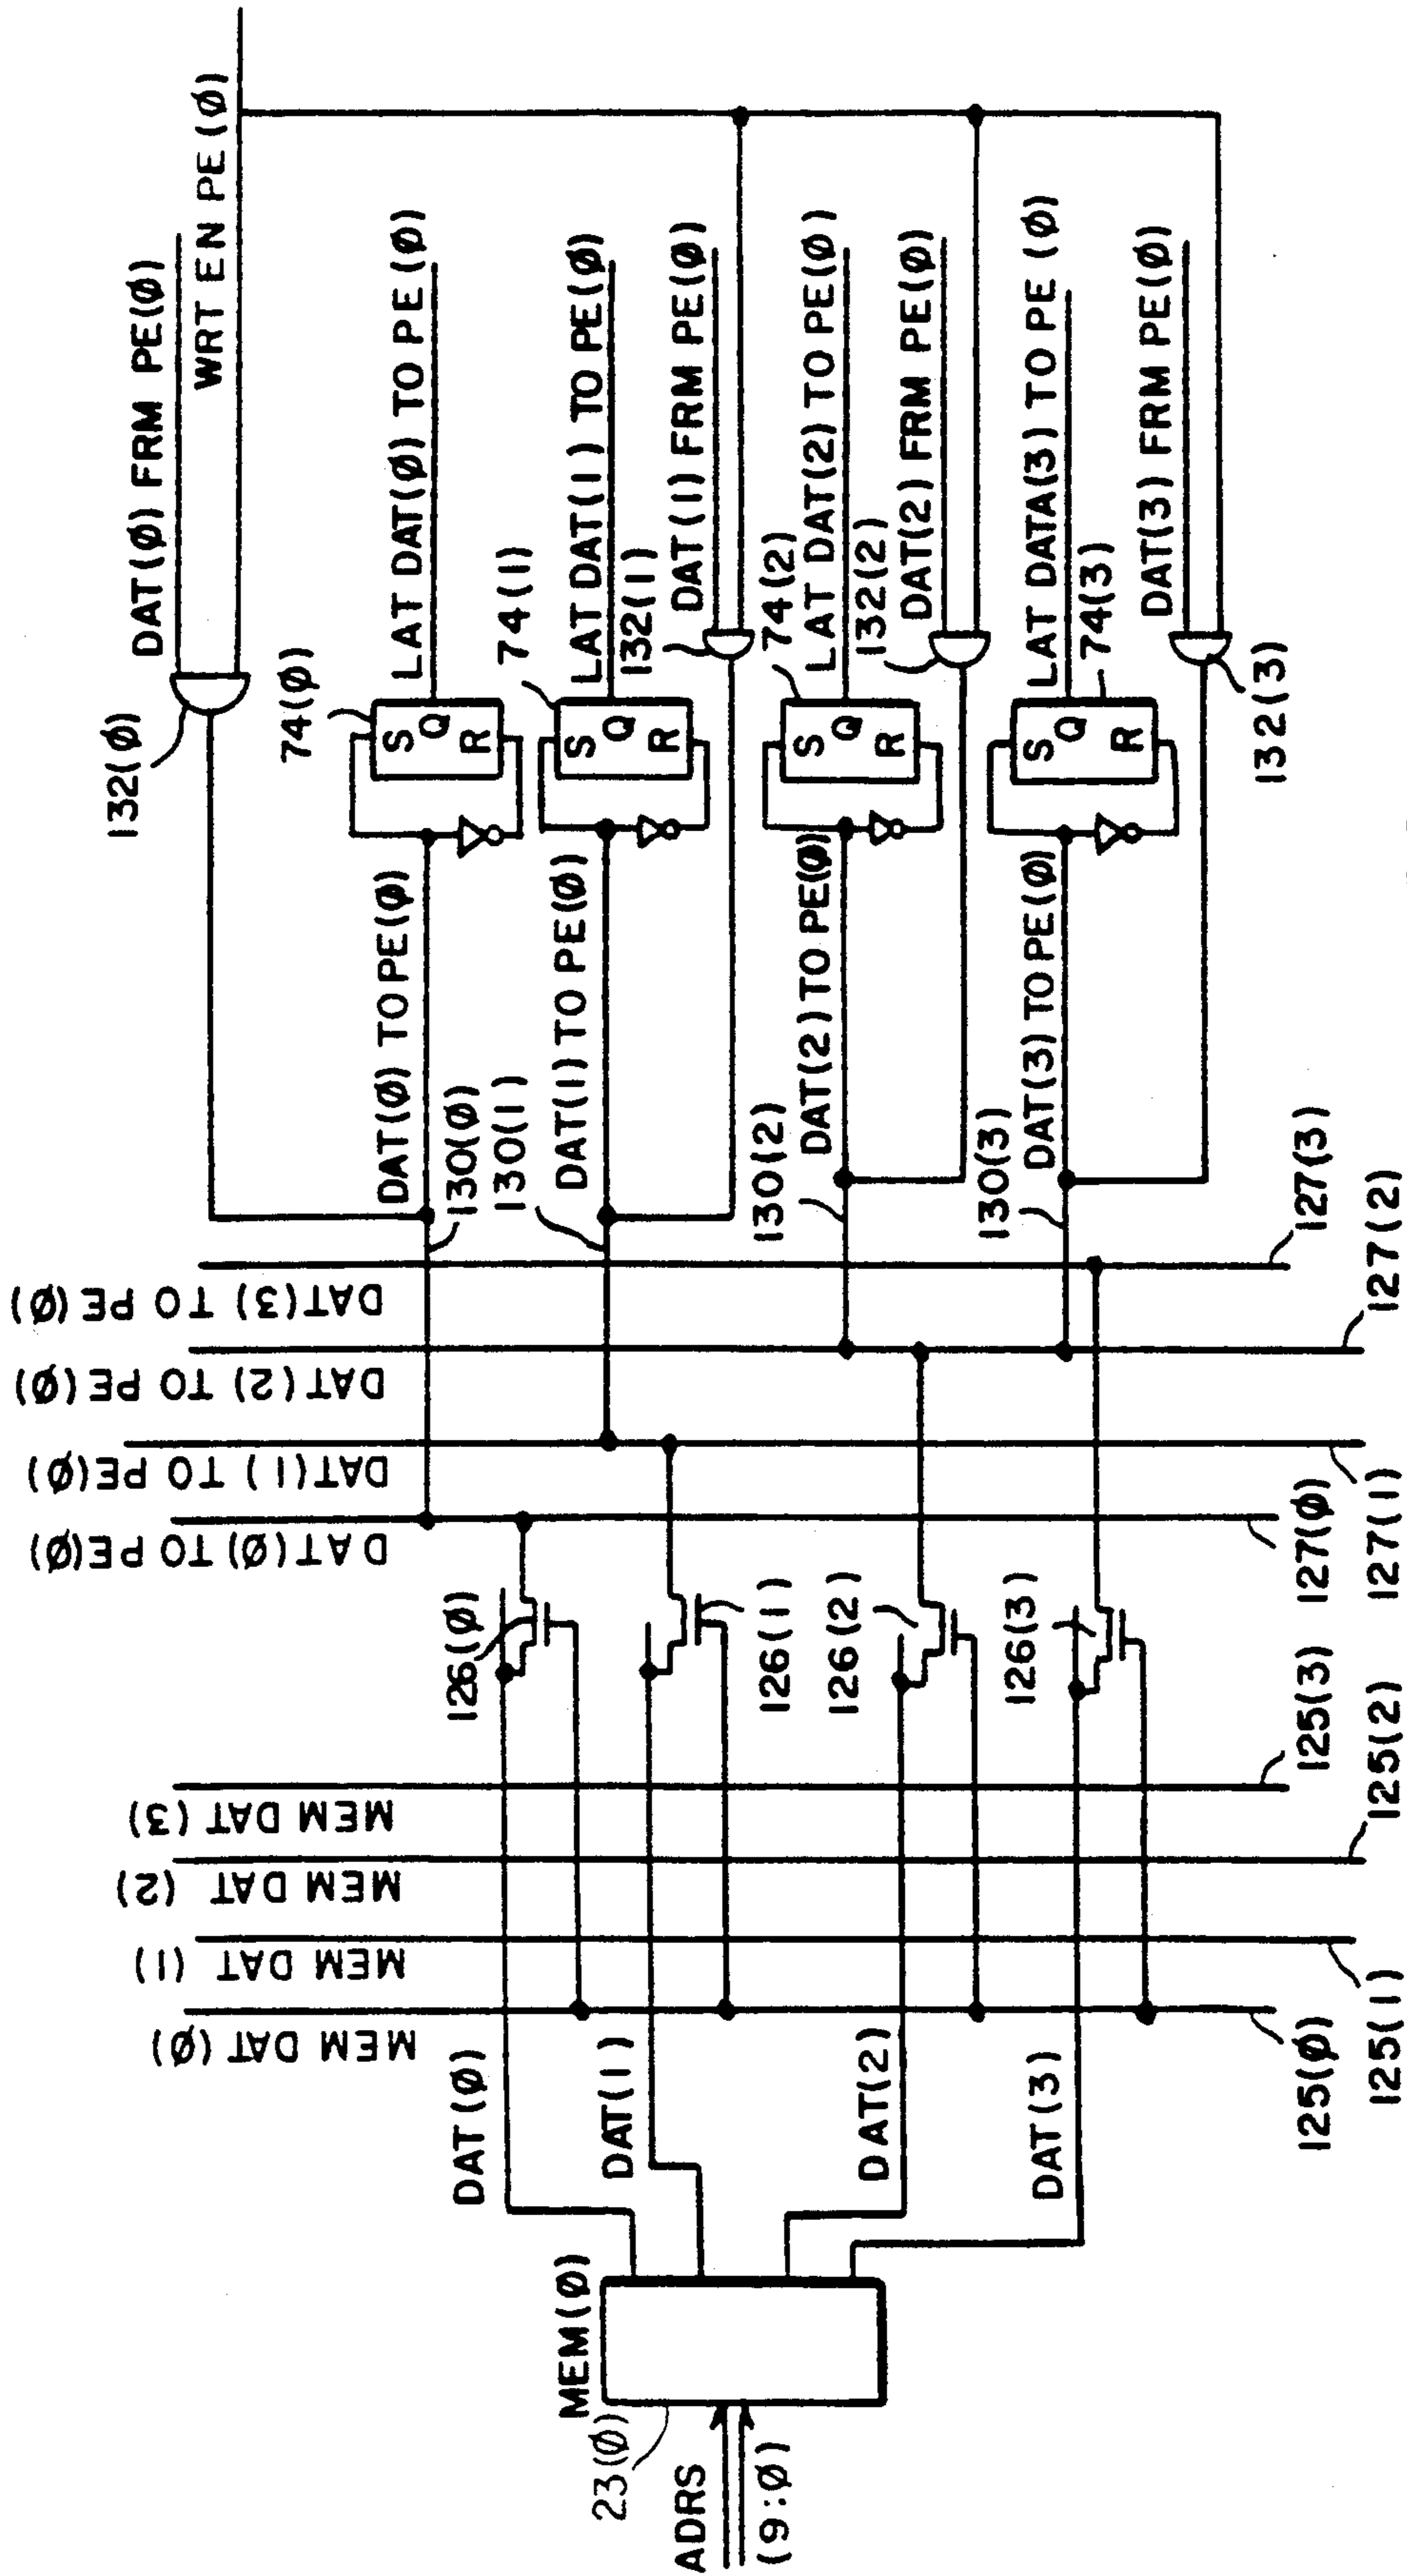 DAT(Ø) FRM PE(Ø)
WRT EN PE (Ø)
132(Ø)
74(Ø)
LAT DAT(Ø) TO PE (Ø)
74(1)
LAT DAT(1) TO PE(Ø)
132(1)
DAT(1) FRM PE(Ø)
74(2)
LAT DAT(2) TO PE(Ø)
132(2)
DAT(2) FRM PE(Ø)
LAT DATA(3) TO PE (Ø)
74(3)
DAT(3) FRM PE(Ø)
132(3)
S
Q
R
S
Q
R
S
Q
R
S
Q
R
DAT(Ø) TO PE(Ø)
130(Ø)
130(1)
DAT(1) TO PE(Ø)
130(2)
DAT(2) TO PE(Ø)
130(3)
DAT(3) TO PE(Ø)
DAT(3) TO PE(Ø)
127(3)
DAT(2) TO PE(Ø)
127(2)
DAT(1) TO PE(Ø)
127(1)
DAT(Ø) TO PE(Ø)
127(Ø)
126(Ø)
126(1)
126(2)
126(3)
MEM DAT (3)
125(3)
MEM DAT (2)
125(2)
MEM DAT (1)
125(1)
MEM DAT (Ø)
125(Ø)
DAT(Ø)
DAT(1)
DAT(2)
DAT(3)
MEM(Ø)
23(Ø)
ADRS
(9:Ø)